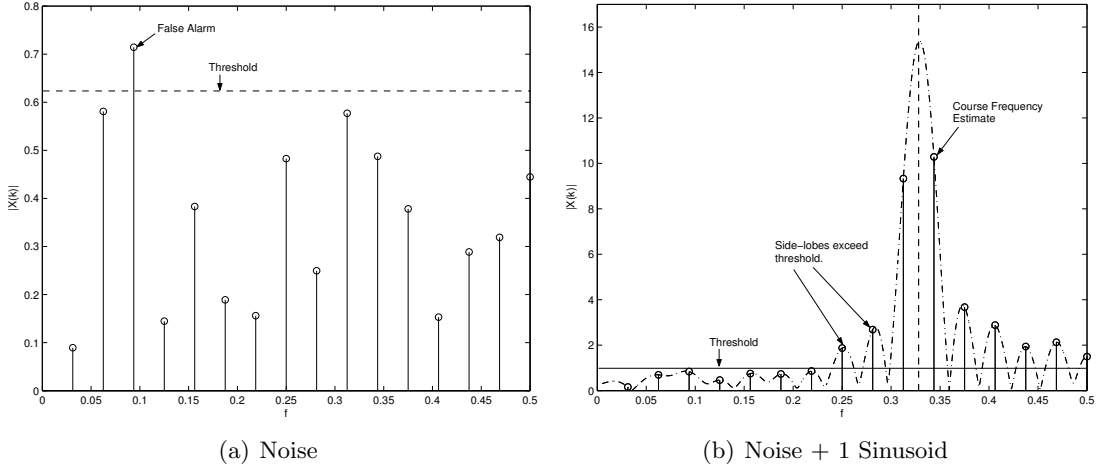 0.8
0.7
0.6
0.5
0.4
0.3
0.2
0.1
0
|X(k)|
False Alarm
Threshold
0 0.05 0.1 0.15 0.2 0.25 0.3 0.35 0.4 0.45 0.5
f
(a) Noise
16
14
12
10
8
6
4
2
0
|X(k)|
Course Frequency
Estimate
Side-lobes exceed
threshold.
Threshold
0 0.05 0.1 0.15 0.2 0.25 0.3 0.35 0.4 0.45 0.5
f
(b) Noise + 1 Sinusoid